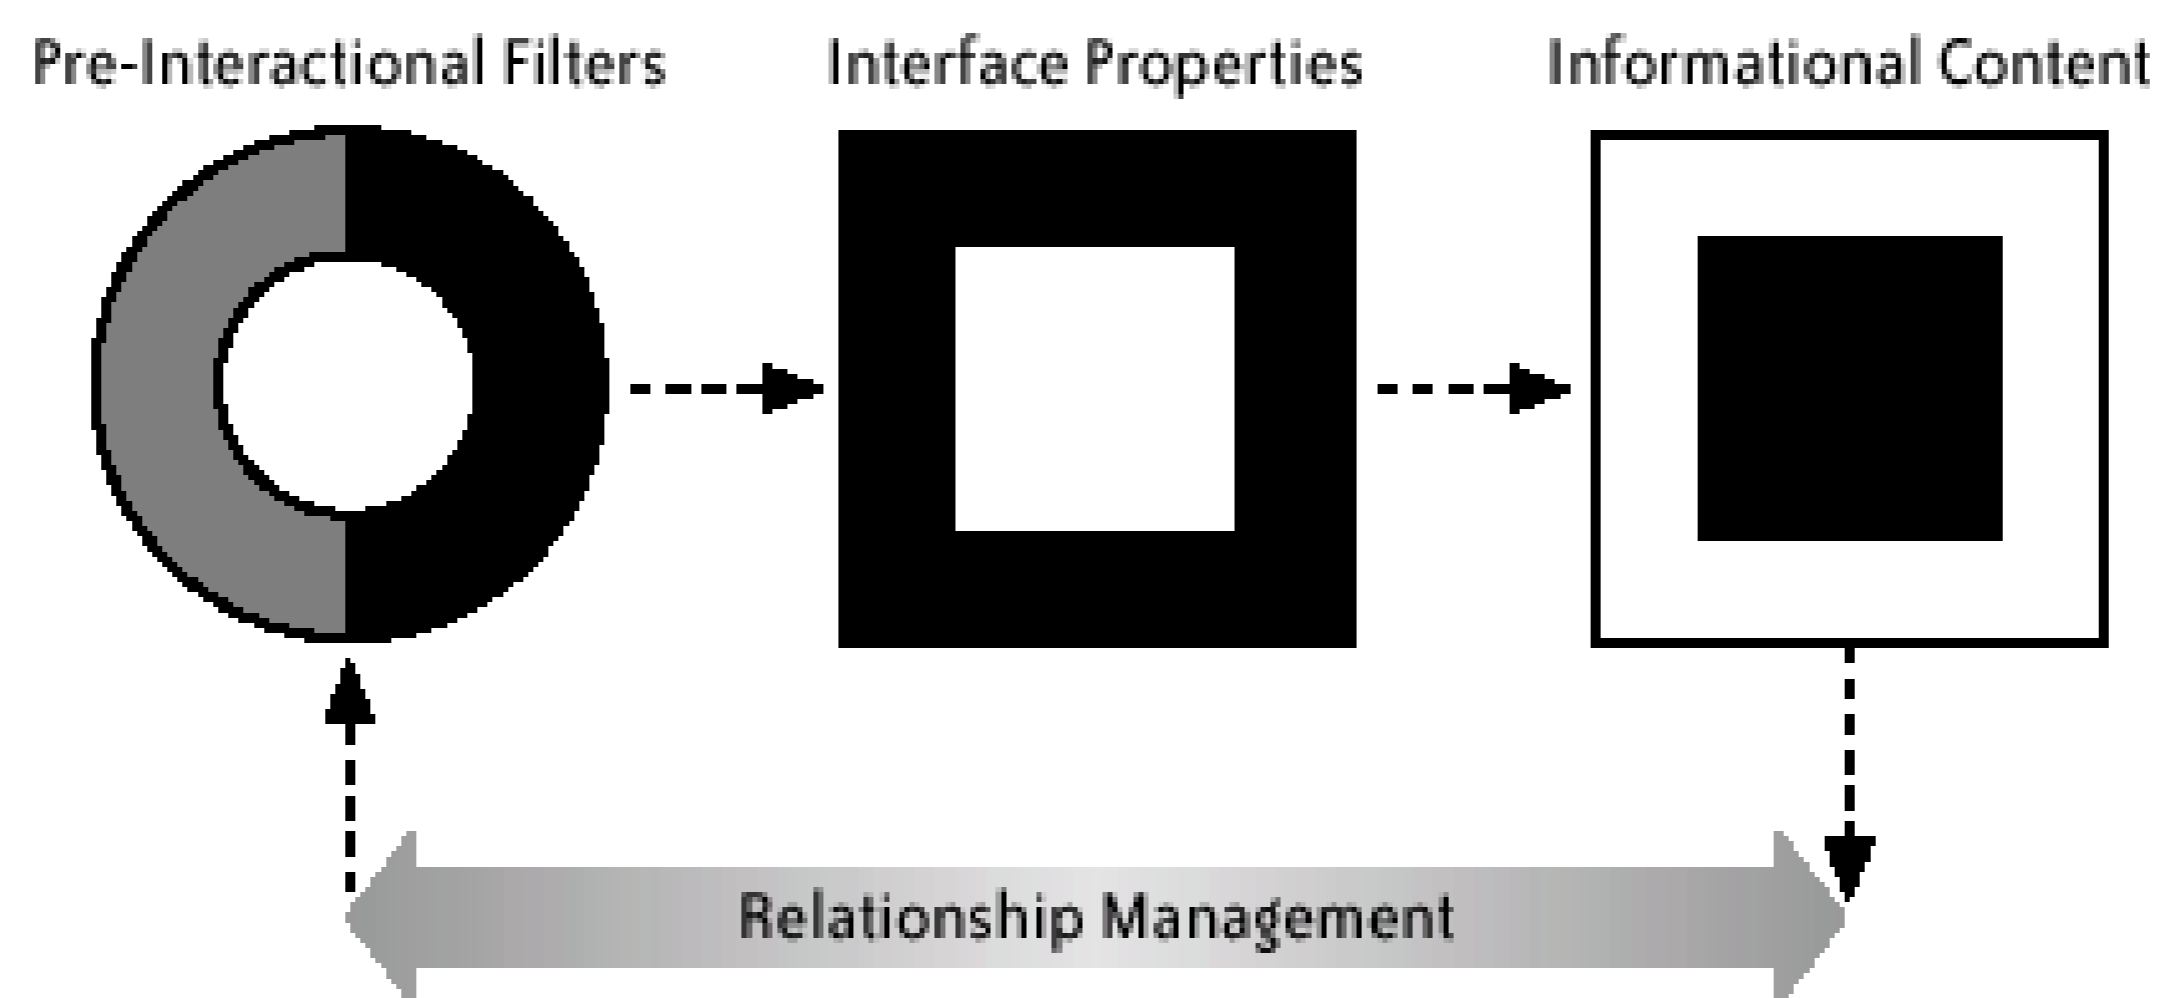 Pre-Interactional Filters
Interface Properties
Informational Content
Relationship Management